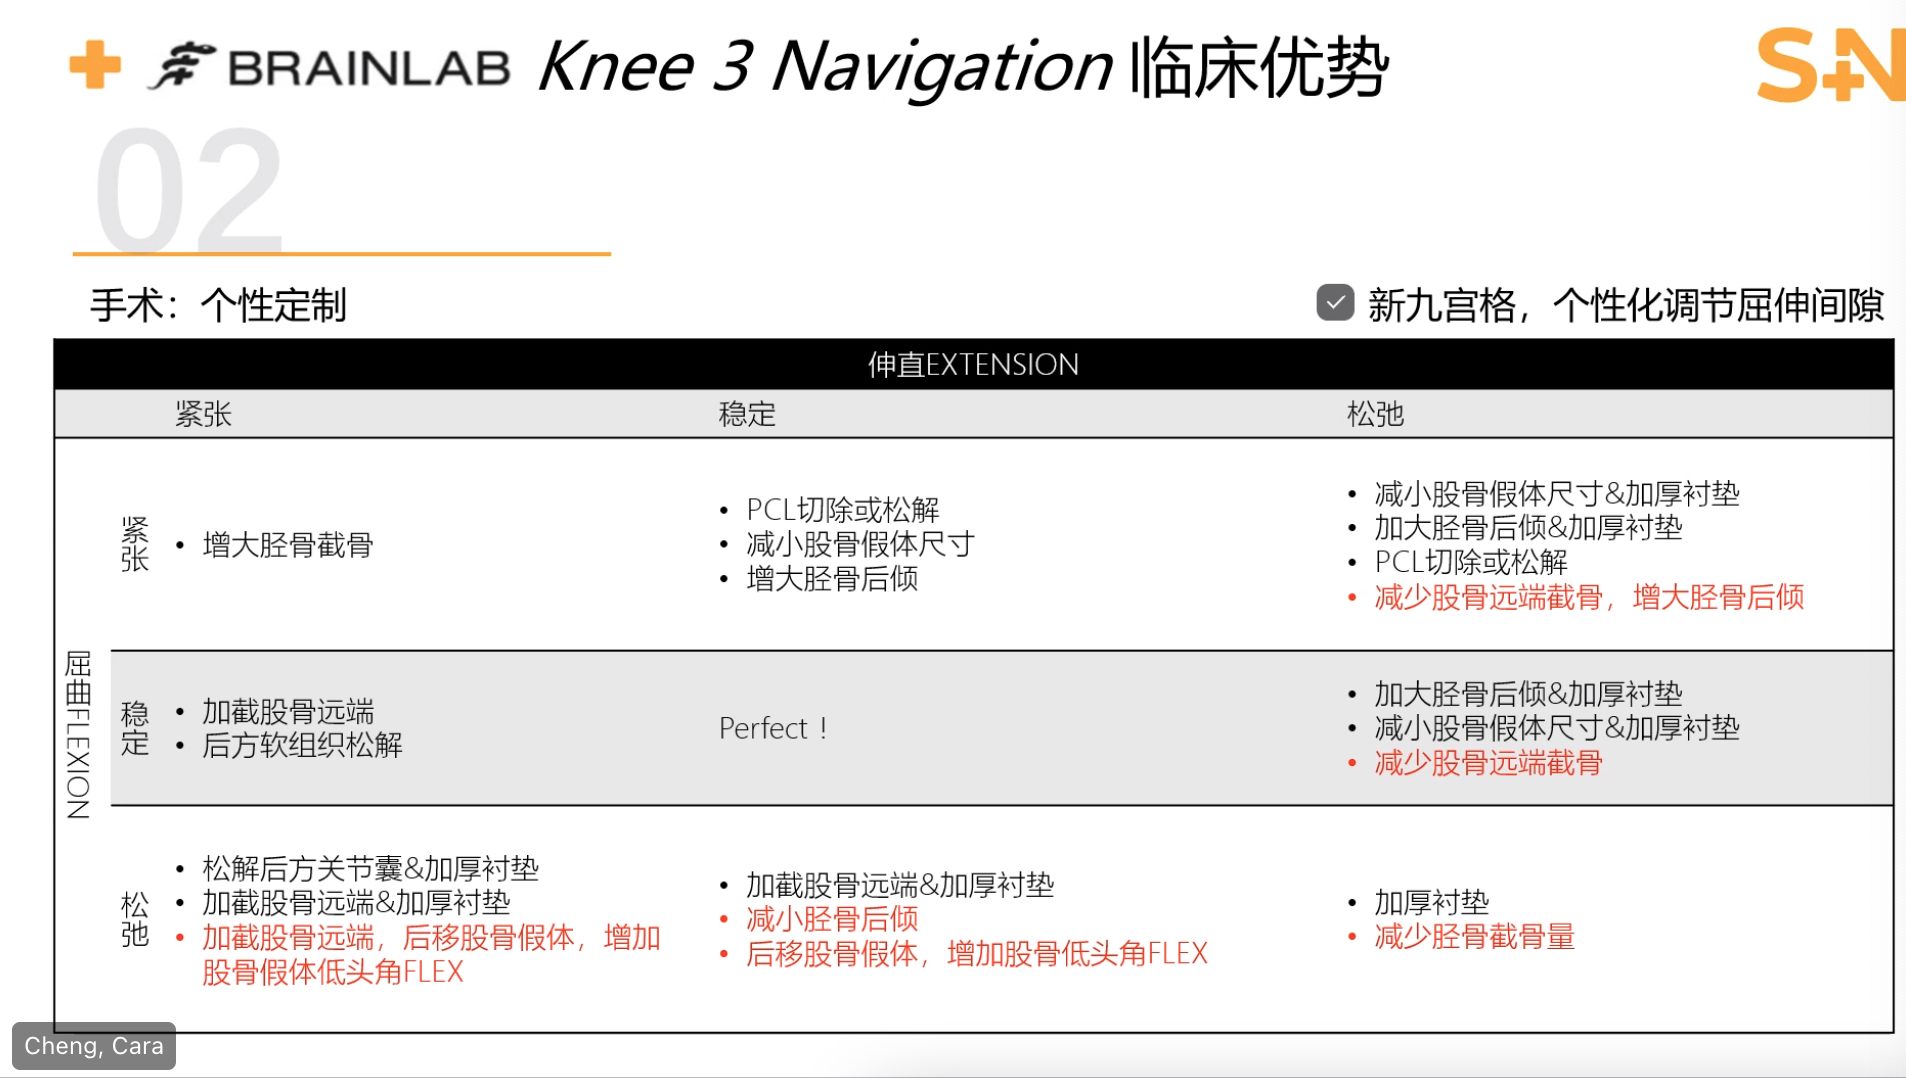 BRAINLAB Knee 3 Navigation 临床优势
S+N
02
手术：个性定制
新九宫格，个性化调节屈伸间隙
伸直EXTENSION
紧张
稳定
松弛
屈曲FLEXION
紧张
• 增大胫骨截骨
• PCL切除或松解
• 减小股骨假体尺寸
• 增大胫骨后倾
• 减小股骨假体尺寸&加厚衬垫
• 加大胫骨后倾&加厚衬垫
• PCL切除或松解
• 减少股骨远端截骨，增大胫骨后倾
稳定
• 加截股骨远端
• 后方软组织松解
Perfect！
• 加大胫骨后倾&加厚衬垫
• 减小股骨假体尺寸&加厚衬垫
• 减少股骨远端截骨
松弛
• 松解后方关节囊&加厚衬垫
• 加截股骨远端&加厚衬垫
• 加截股骨远端，后移股骨假体，增加
股骨假体低头角FLEX
• 加截股骨远端&加厚衬垫
• 减小胫骨后倾
• 后移股骨假体，增加股骨低头角FLEX
• 加厚衬垫
• 减少胫骨截骨量
Cheng, Cara